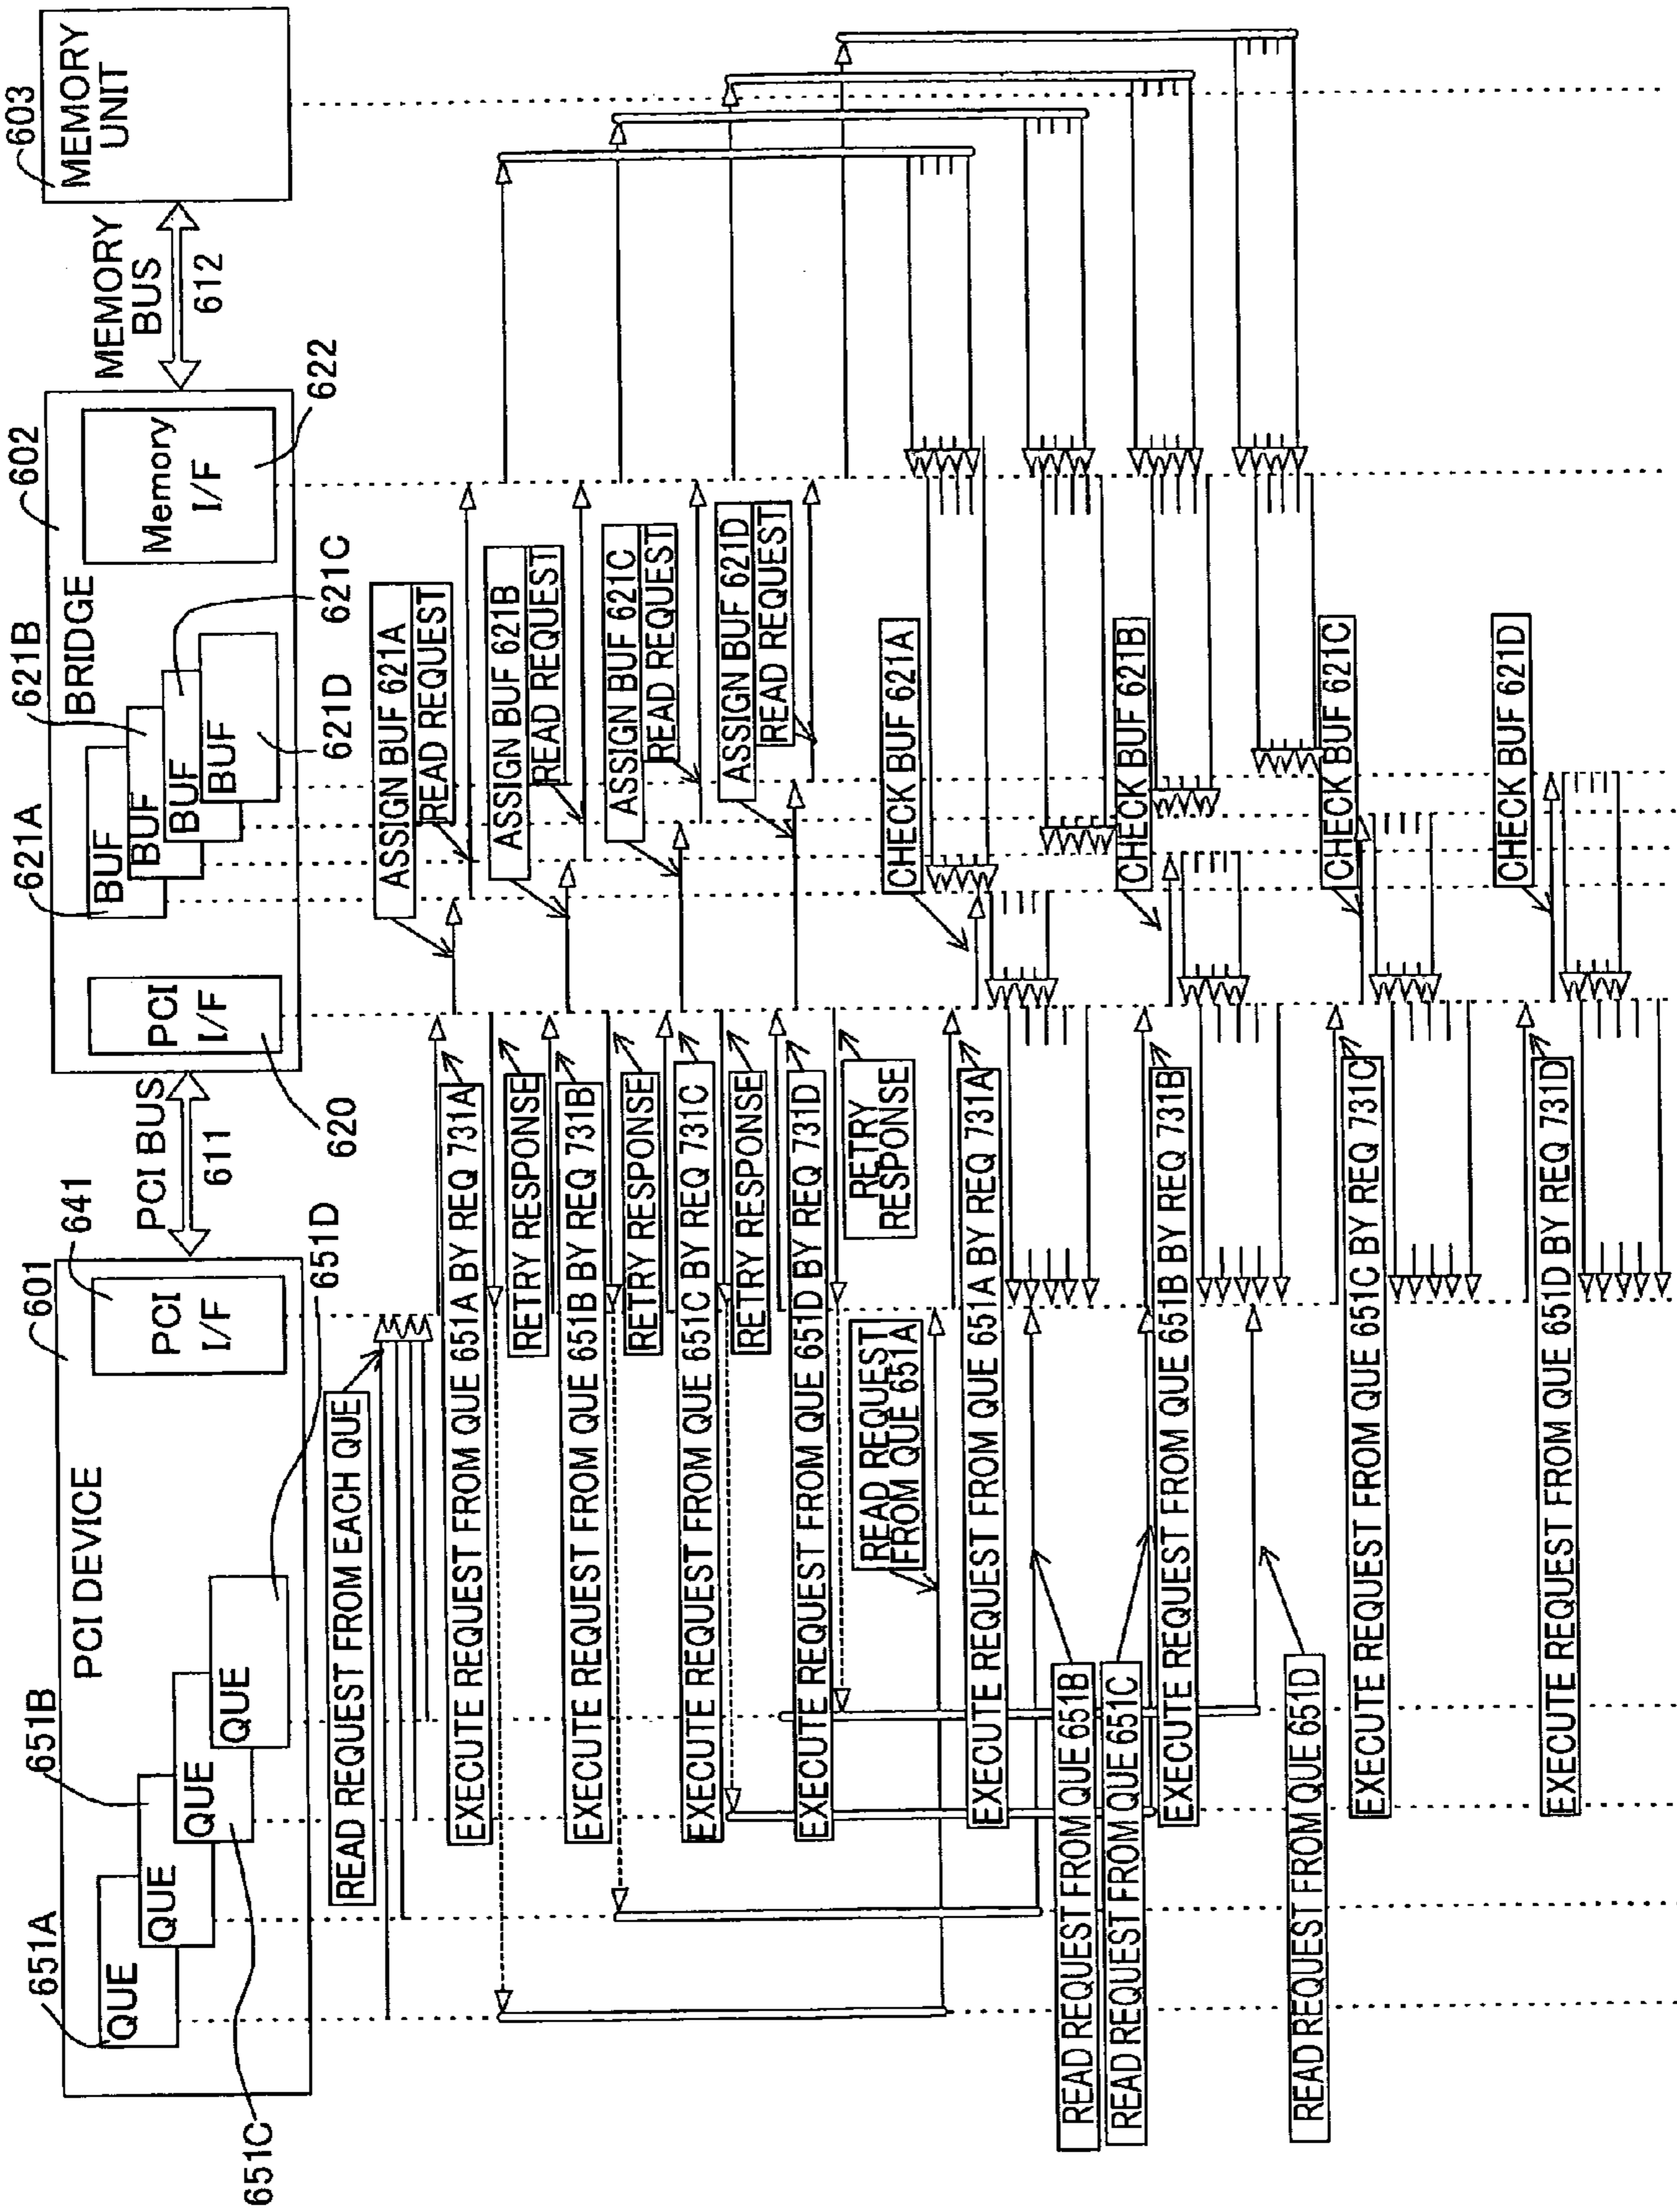 601
PCI DEVICE
651A
QUE
651B
QUE
QUE
651C
QUE
651D
641
PCI
I/F
PCI BUS
611
602
BRIDGE
620
PCI
I/F
621A
BUF
621B
BUF
BUF
621C
BUF
621D
Memory
I/F
622
MEMORY
BUS
612
603
MEMORY
UNIT
READ REQUEST FROM EACH QUE
EXECUTE REQUEST FROM QUE 651A BY REQ 731A
ASSIGN BUF 621A
READ REQUEST
RETRY RESPONSE
EXECUTE REQUEST FROM QUE 651B BY REQ 731B
ASSIGN BUF 621B
READ REQUEST
RETRY RESPONSE
EXECUTE REQUEST FROM QUE 651C BY REQ 731C
ASSIGN BUF 621C
READ REQUEST
RETRY RESPONSE
EXECUTE REQUEST FROM QUE 651D BY REQ 731D
ASSIGN BUF 621D
READ REQUEST
RETRY
RESPONSE
READ REQUEST
FROM QUE 651A
EXECUTE REQUEST FROM QUE 651A BY REQ 731A
CHECK BUF 621A
READ REQUEST FROM QUE 651B
READ REQUEST FROM QUE 651C
EXECUTE REQUEST FROM QUE 651B BY REQ 731B
CHECK BUF 621B
READ REQUEST FROM QUE 651D
EXECUTE REQUEST FROM QUE 651C BY REQ 731C
CHECK BUF 621C
EXECUTE REQUEST FROM QUE 651D BY REQ 731D
CHECK BUF 621D